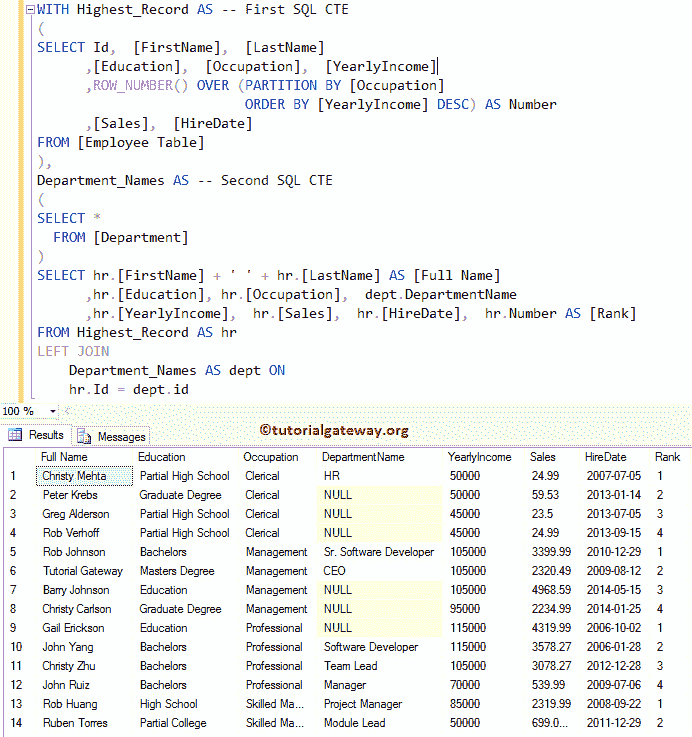 WITH Highest_Record AS -- First SQL CTE
(
SELECT Id, [FirstName], [LastName]
,[Education], [Occupation], [YearlyIncome]
,ROW_NUMBER() OVER (PARTITION BY [Occupation]
ORDER BY [YearlyIncome] DESC) AS Number
,[Sales], [HireDate]
FROM [Employee Table]
),
Department_Names AS -- Second SQL CTE
(
SELECT *
FROM [Department]
)
SELECT hr.[FirstName] + ' ' + hr.[LastName] AS [Full Name]
,hr.[Education], hr.[Occupation], dept.DepartmentName
,hr.[YearlyIncome], hr.[Sales], hr.[HireDate], hr.Number AS [Rank]
FROM Highest_Record AS hr
LEFT JOIN
Department_Names AS dept ON
hr.Id = dept.id
100 %
Results Messages ©tutorialgateway.org
Full Name Education Occupation DepartmentName YearlyIncome Sales HireDate Rank
1 Christy Mehta Partial High School Clerical HR 50000 24.99 2007-07-05 1
2 Peter Krebs Graduate Degree Clerical NULL 50000 59.53 2013-01-14 2
3 Greg Alderson Partial High School Clerical NULL 45000 23.5 2013-07-05 3
4 Rob Verhoff Partial High School Clerical NULL 45000 24.99 2013-09-15 4
5 Rob Johnson Bachelors Management Sr. Software Developer 105000 3399.99 2010-12-29 1
6 Tutorial Gateway Masters Degree Management CEO 105000 2320.49 2009-08-12 2
7 Barry Johnson Education Management NULL 105000 4968.59 2014-05-15 3
8 Christy Carlson Graduate Degree Management NULL 95000 2234.99 2014-01-25 4
9 Gail Erickson Education Professional NULL 115000 4319.99 2006-10-02 1
10 John Yang Bachelors Professional Software Developer 115000 3578.27 2006-01-28 2
11 Christy Zhu Bachelors Professional Team Lead 105000 3078.27 2012-12-28 3
12 John Ruiz Bachelors Professional Manager 70000 539.99 2009-07-06 4
13 Rob Huang High School Skilled Ma... Project Manager 85000 2319.99 2008-09-22 1
14 Ruben Torres Partial College Skilled Ma... Module Lead 50000 699.0... 2011-12-29 2